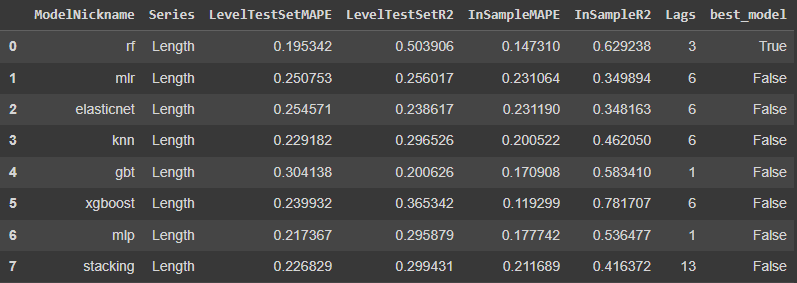 ModelNickname Series LevelTestSetMAPE LevelTestSetR2 InSampleMAPE InSampleR2 Lags best_model
0 rf Length 0.195342 0.503906 0.147310 0.629238 3 True
1 mlr Length 0.250753 0.256017 0.231064 0.349894 6 False
2 elasticnet Length 0.254571 0.238617 0.231190 0.348163 6 False
3 knn Length 0.229182 0.296526 0.200522 0.462050 6 False
4 gbt Length 0.304138 0.200626 0.170908 0.583410 1 False
5 xgboost Length 0.239932 0.365342 0.119299 0.781707 6 False
6 mlp Length 0.217367 0.295879 0.177742 0.536477 1 False
7 stacking Length 0.226829 0.299431 0.211689 0.416372 13 False